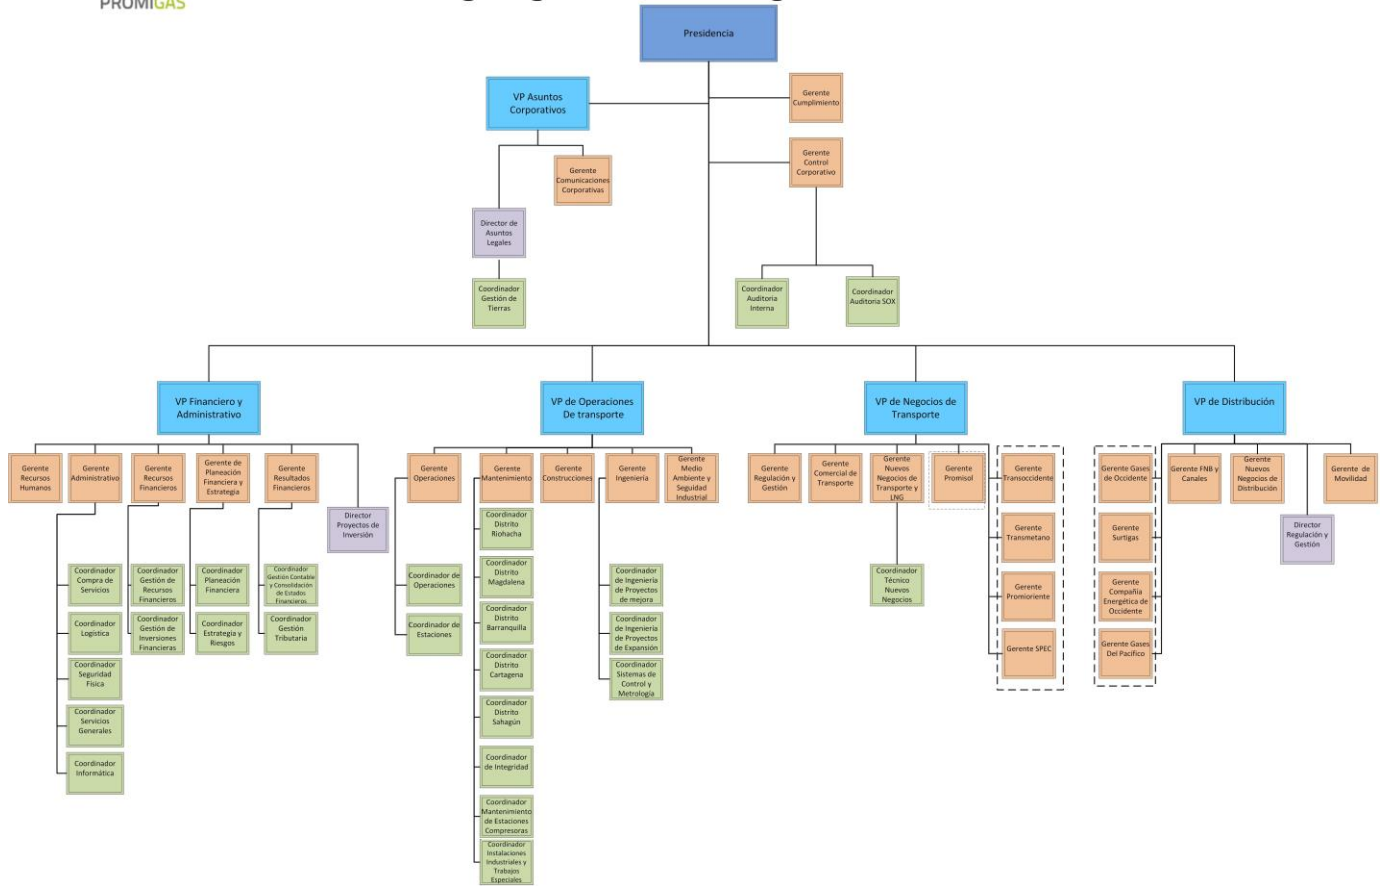 PROMIGAS
Presidencia
VP Asuntos
Corporativos
Gerente
Cumplimiento
Gerente
Comunicaciones
Corporativas
Gerente
Control
Corporativo
Director de
Asuntos
Legales
Coordinador
Gestión de
Tierras
Coordinador
Auditoria
Interna
Coordinador
Auditoria SOX
VP Financiero y
Administrativo
VP de Operaciones
De transporte
VP de Negocios de
Transporte
VP de Distribución
Gerente
Recursos
Humanos
Gerente
Administrativo
Gerente
Recursos
Financieros
Gerente de
Planeación
Financiera y
Estrategia
Gerente
Resultados
Financieros
Director
Proyectos de
Inversión
Gerente
Operaciones
Gerente
Mantenimiento
Gerente
Construcciones
Gerente
Ingeniería
Gerente
Medio
Ambiente y
Seguidad
Industrial
Gerente
Regulación y
Gestión
Gerente
Comercial de
Transporte
Gerente
Nuevos
Negocios de
Transporte y
LNG
Gerente
Promisol
Gerente
Transoccidente
Gerente Gases
de Occidente
Gerente FNB y
Canales
Gerente
Nuevos
Negocios de
Distribución
Gerente de
Movilidad
Director
Regulación y
Gestión
Coordinador
Compra de
Servicios
Coordinador
Logística
Coordinador
Seguridad
Física
Coordinador
Servicios
Generales
Coordinador
Informática
Coordinador
Gestión de
Recursos
Financieros
Coordinador
Gestión de
Inversiones
Financieras
Coordinador
Planeación
Financiera
Coordinador
Estrategia y
Riesgos
Coordinador
Gestión Contable
y Consolidación
de Estados
Financieros
Coordinador
Gestión
Tributaria
Coordinador de
Operaciones
Coordinador de
Estaciones
Coordinador
Distrito
Riohacha
Coordinador
Distrito
Magdalena
Coordinador
Distrito
Barranquilla
Coordinador
Distrito
Cartagena
Coordinador
Distrito
Sahagún
Coordinador
de Integridad
Coordinador
Mantenimiento
de Estaciones
Compresoras
Coordinador
Instalaciones
Industriales y
Trabajos
Especiales
Coordinador
de Ingeniería
de Proyectos
de mejora
Coordinador
de Ingeniería
de Proyectos
de Expansión
Coordinador
Sistemas de
Control y
Metrología
Coordinador
Técnico
Nuevos
Negocios
Gerente
Transmetano
Gerente
Promioriente
Gerente SPEC
Gerente
Surtigas
Gerente
Compañía
Energética de
Occidente
Gerente Gases
Del Pacífico